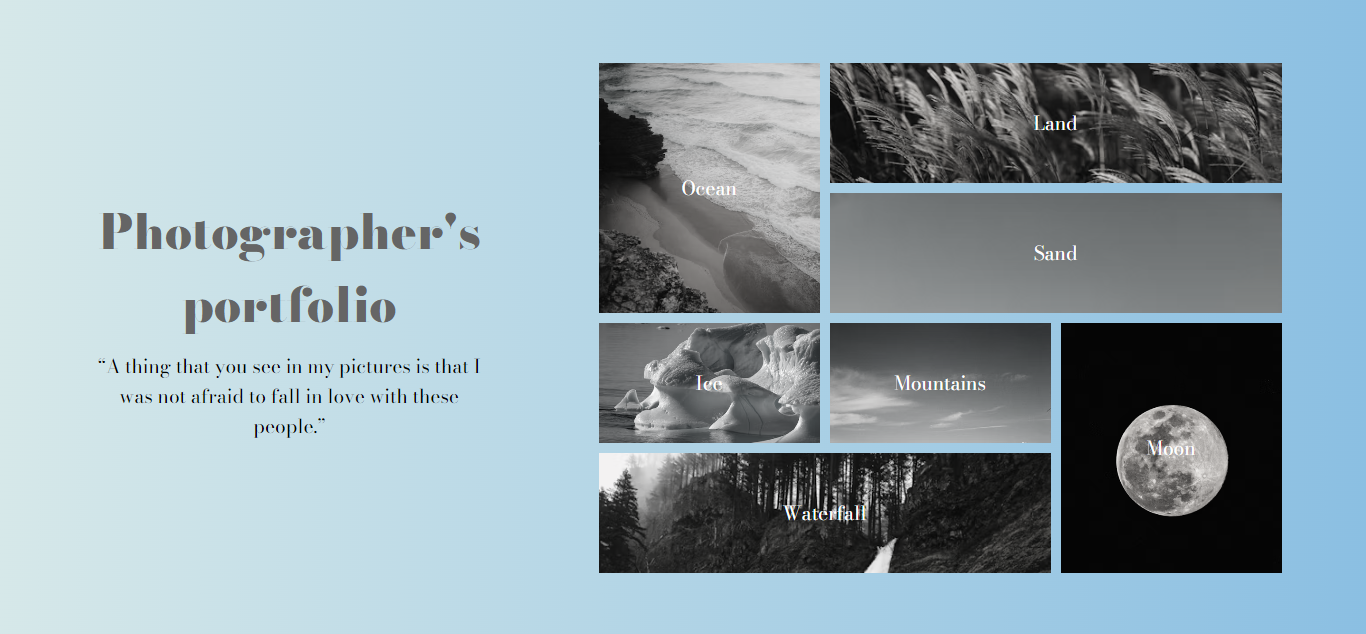 Photographer's
portfolio
“A thing that you see in my pictures is that I
was not afraid to fall in love with these
people.”
Ocean
Land
Sand
Ice
Mountains
Moon
Waterfall